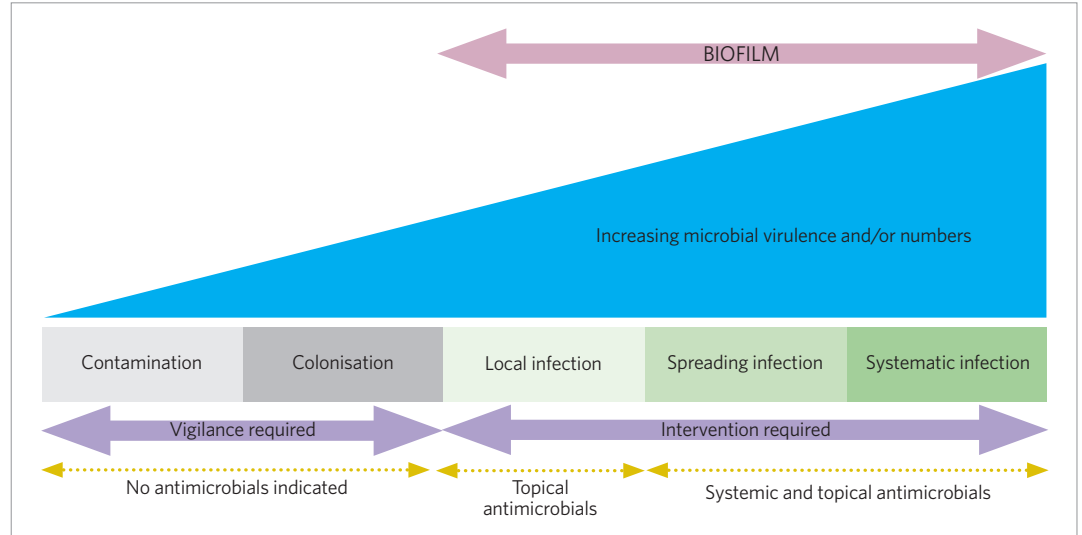 BIOFILM
Increasing microbial virulence and/or numbers
Contamination
Colonisation
Local infection
Spreading infection
Systematic infection
Vigilance required
Intervention required
No antimicrobials indicated
Topical
antimicrobials
Systemic and topical antimicrobials